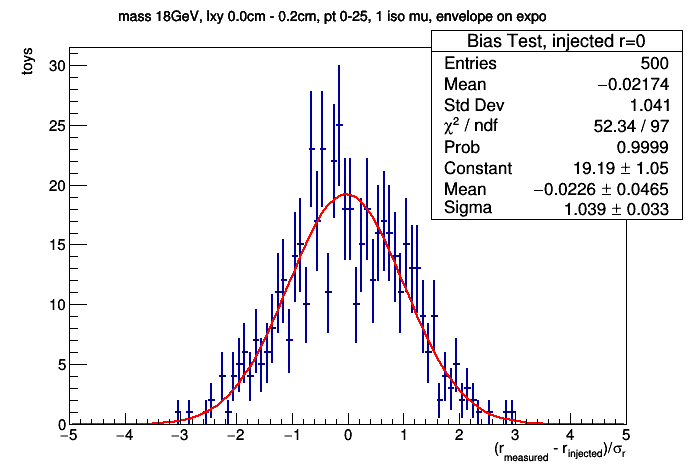 mass 18GeV, lxy 0.0cm - 0.2cm, pt 0-25, 1 iso mu, envelope on expo
Bias Test, injected r=0
Entries 500
Mean −0.02174
Std Dev 1.041
χ² / ndf 52.34 / 97
Prob 0.9999
Constant 19.19 ± 1.05
Mean −0.0226 ± 0.0465
Sigma 1.039 ± 0.033
toys
30
25
20
15
10
5
0
−5 −4 −3 −2 −1 0 1 2 3 4 5
(r_measured - r_injected)/σ_r